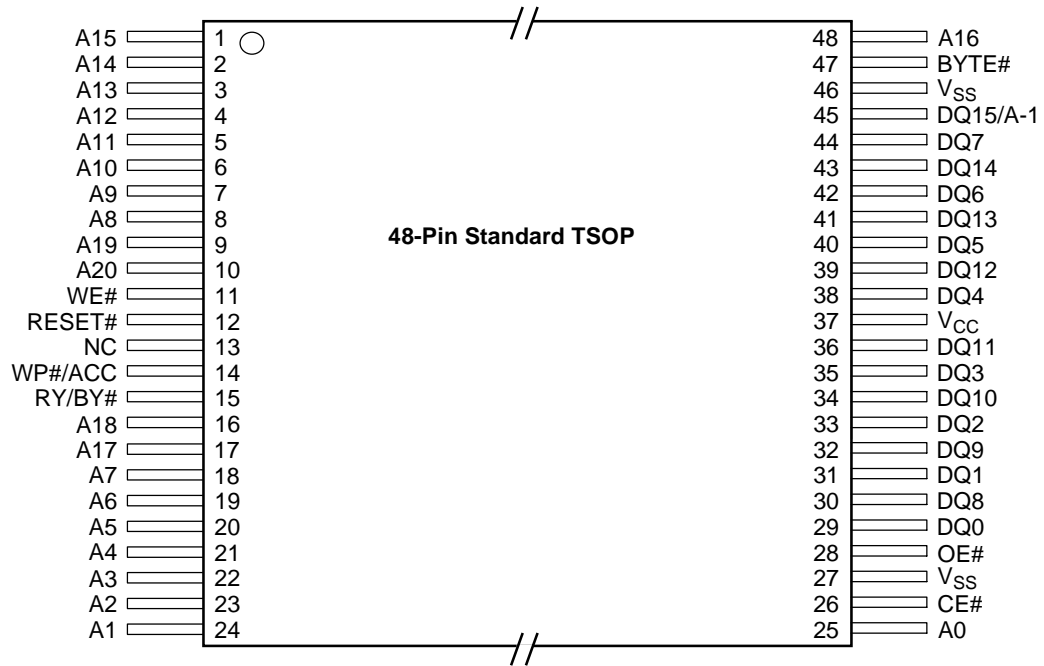 A15 1 48 A16
A14 2 47 BYTE#
A13 3 46 VSS
A12 4 45 DQ15/A-1
A11 5 44 DQ7
A10 6 43 DQ14
A9 7 42 DQ6
A8 8 41 DQ13
48-Pin Standard TSOP
A19 9 40 DQ5
A20 10 39 DQ12
WE# 11 38 DQ4
RESET# 12 37 VCC
NC 13 36 DQ11
WP#/ACC 14 35 DQ3
RY/BY# 15 34 DQ10
A18 16 33 DQ2
A17 17 32 DQ9
A7 18 31 DQ1
A6 19 30 DQ8
A5 20 29 DQ0
A4 21 28 OE#
A3 22 27 VSS
A2 23 26 CE#
A1 24 25 A0